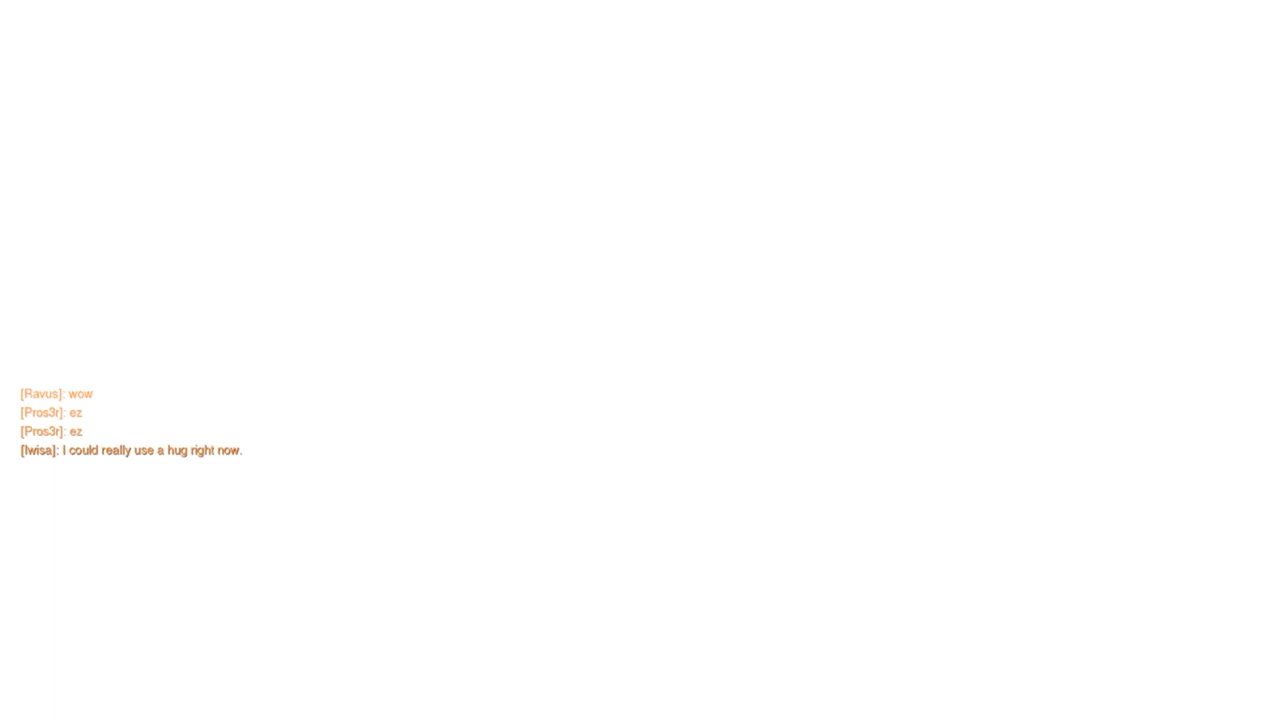 [Ravus]: wow
[Pros3r]: ez
[Pros3r]: ez
[Iwisa]: I could really use a hug right now.